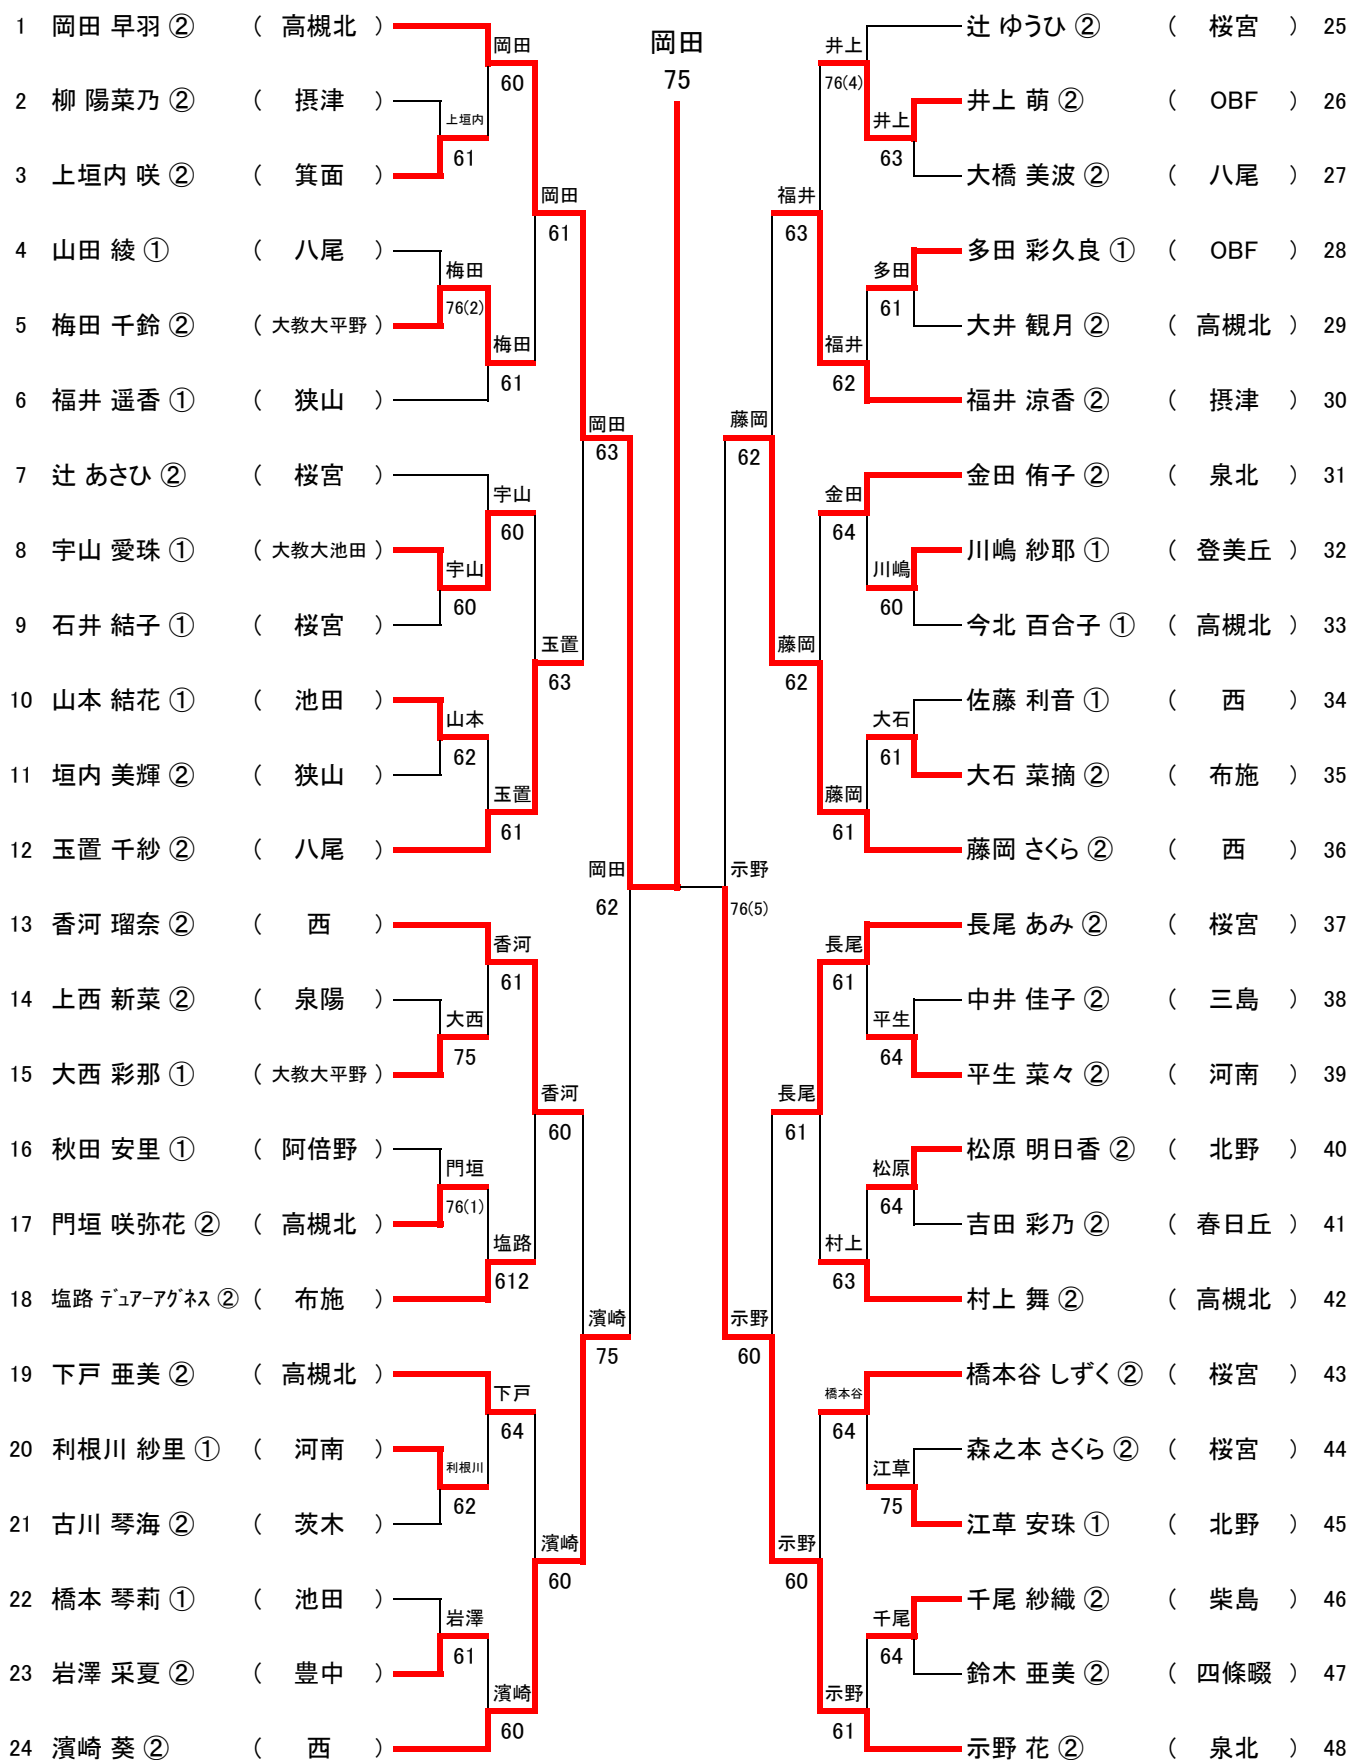 岡田
75
1 岡田 早羽 ② ( 高槻北 )
岡田
60
2 柳 陽菜乃 ② ( 摂津 )
上垣内
61
3 上垣内 咲 ② ( 箕面 )
岡田
61
4 山田 綾 ① ( 八尾 )
梅田
76(2)
5 梅田 千鈴 ② ( 大教大平野 )
梅田
61
6 福井 遥香 ① ( 狭山 )
岡田
63
7 辻 あさひ ② ( 桜宮 )
宇山
60
8 宇山 愛珠 ① ( 大教大池田 )
宇山
60
9 石井 結子 ① ( 桜宮 )
玉置
63
10 山本 結花 ① ( 池田 )
山本
62
11 垣内 美輝 ② ( 狭山 )
玉置
61
12 玉置 千紗 ② ( 八尾 )
岡田
62
13 香河 瑠奈 ② ( 西 )
香河
61
14 上西 新菜 ② ( 泉陽 )
大西
75
15 大西 彩那 ① ( 大教大平野 )
香河
60
16 秋田 安里 ① ( 阿倍野 )
門垣
76(1)
17 門垣 咲弥花 ② ( 高槻北 )
塩路
612
18 塩路 デュアーアグネス ② ( 布施 )
濱崎
75
19 下戸 亜美 ② ( 高槻北 )
下戸
64
20 利根川 紗里 ① ( 河南 )
利根川
62
21 古川 琴海 ② ( 茨木 )
濱崎
60
22 橋本 琴莉 ① ( 池田 )
岩澤
61
23 岩澤 采夏 ② ( 豊中 )
濱崎
60
24 濱崎 葵 ② ( 西 )
辻 ゆうひ ② ( 桜宮 ) 25
井上
76(4)
井上 萌 ② ( OBF ) 26
井上
63
大橋 美波 ② ( 八尾 ) 27
福井
63
多田 彩久良 ① ( OBF ) 28
多田
61
大井 観月 ② ( 高槻北 ) 29
福井
62
福井 涼香 ② ( 摂津 ) 30
藤岡
62
金田 侑子 ② ( 泉北 ) 31
金田
64
川嶋 紗耶 ① ( 登美丘 ) 32
川嶋
60
今北 百合子 ① ( 高槻北 ) 33
藤岡
62
佐藤 利音 ① ( 西 ) 34
大石
61
大石 菜摘 ② ( 布施 ) 35
藤岡
61
藤岡 さくら ② ( 西 ) 36
示野
76(5)
長尾 あみ ② ( 桜宮 ) 37
長尾
61
中井 佳子 ② ( 三島 ) 38
平生
64
平生 菜々 ② ( 河南 ) 39
長尾
61
松原 明日香 ② ( 北野 ) 40
松原
64
吉田 彩乃 ② ( 春日丘 ) 41
村上
63
村上 舞 ② ( 高槻北 ) 42
示野
60
橋本谷 しずく ② ( 桜宮 ) 43
橋本谷
64
森之本 さくら ② ( 桜宮 ) 44
江草
75
江草 安珠 ① ( 北野 ) 45
示野
60
千尾 紗織 ② ( 柴島 ) 46
千尾
64
鈴木 亜美 ② ( 四條畷 ) 47
示野
61
示野 花 ② ( 泉北 ) 48